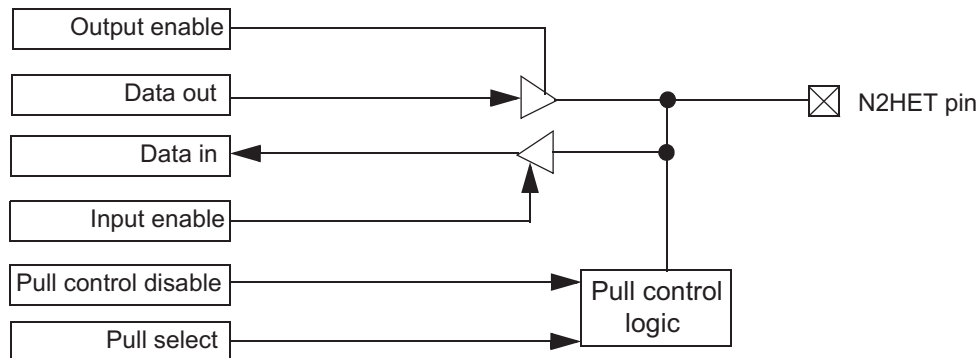 Output enable
Data out
N2HET pin
Data in
Input enable
Pull control disable
Pull control
logic
Pull select